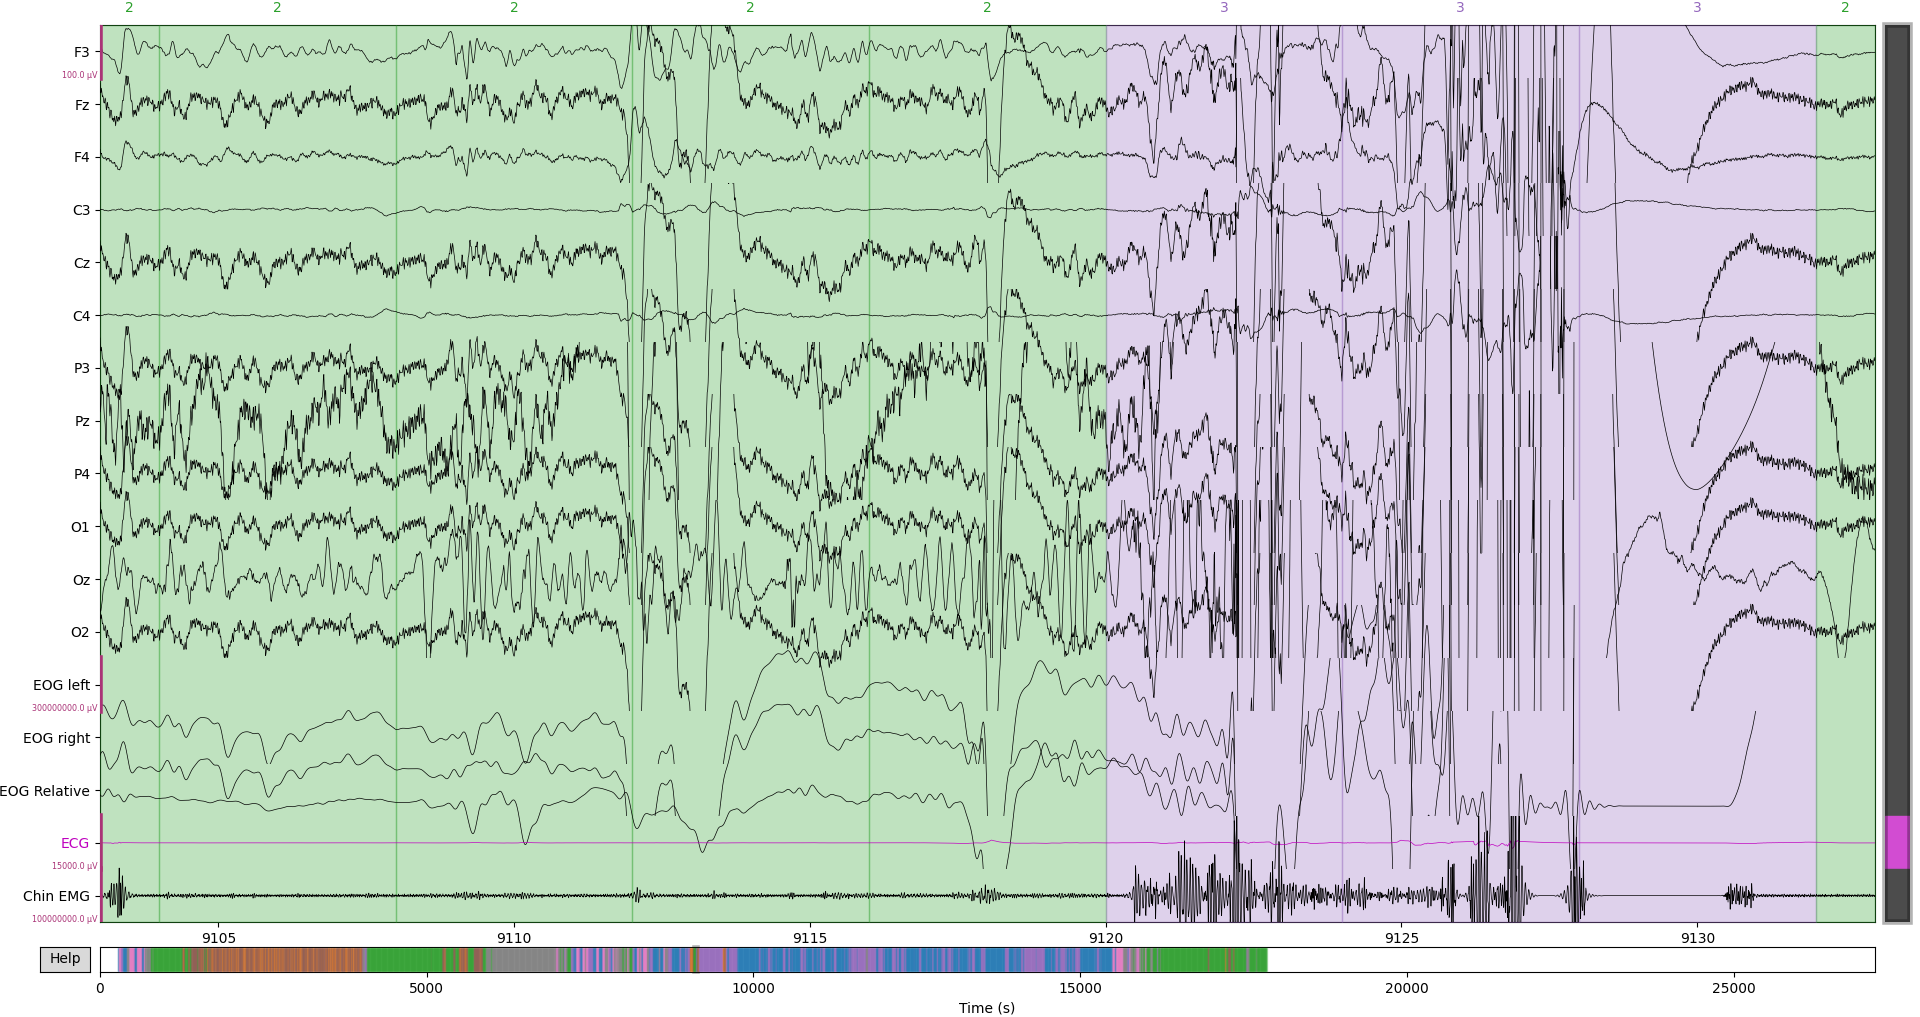 2 2 2 2 2 3 3 3 2
F3
100.0 µV
Fz
F4
C3
Cz
C4
P3
Pz
P4
O1
Oz
O2
EOG left
300000000.0 µV
EOG right
EOG Relative
ECG
15000.0 µV
Chin EMG
100000000.0 µV
9105 9110 9115 9120 9125 9130
Help
0 5000 10000 15000 20000 25000
Time (s)